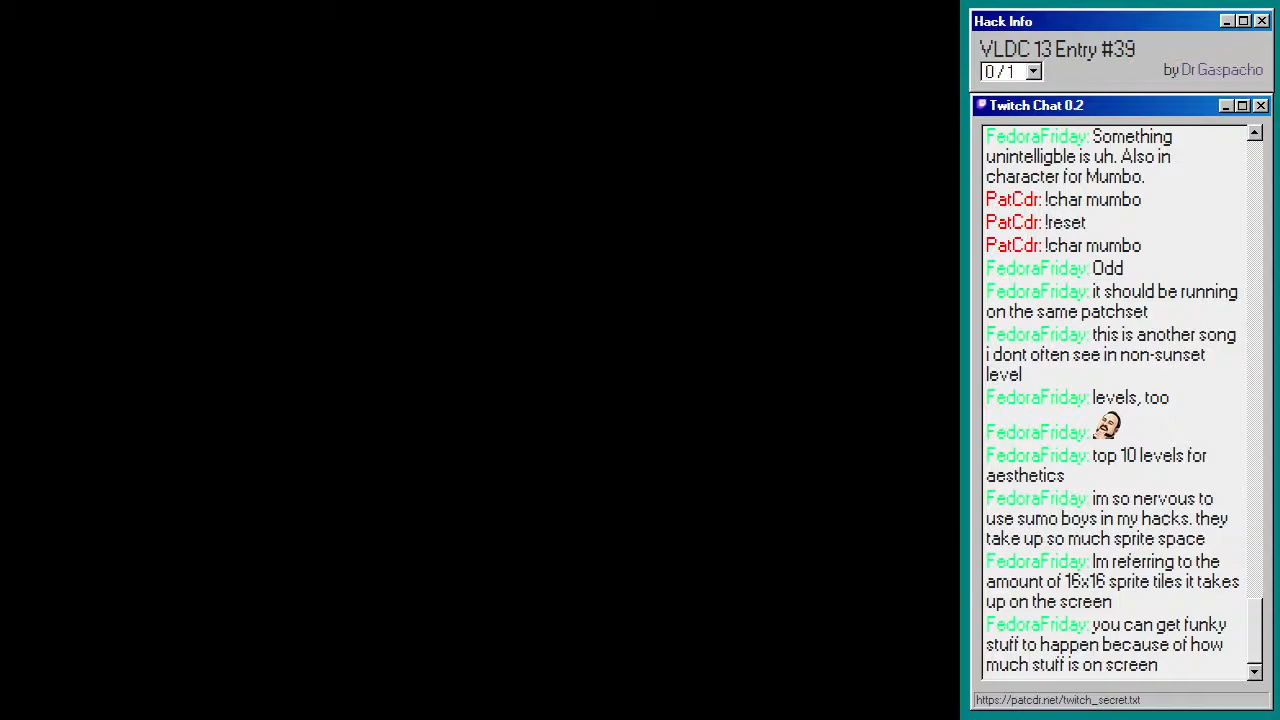 Hack Info
VLDC 13 Entry #39
0/1
by Dr.Gaspacho
Twitch Chat 0.2
FedoraFriday: Something
unintelligble is uh. Also in
character for Mumbo.
PatCdr: !char mumbo
PatCdr: !reset
PatCdr: !char mumbo
FedoraFriday: Odd
FedoraFriday: it should be running
on the same patchset
FedoraFriday: this is another song
i dont often see in non-sunset
level
FedoraFriday: levels, too
FedoraFriday:
FedoraFriday: top 10 levels for
aesthetics
FedoraFriday: im so nervous to
use sumo boys in my hacks. they
take up so much sprite space
FedoraFriday: Im referring to the
amount of 16x16 sprite tiles it takes
up on the screen
FedoraFriday: you can get funky
stuff to happen because of how
much stuff is on screen
https://patcdr.net/twitch_secret.txt